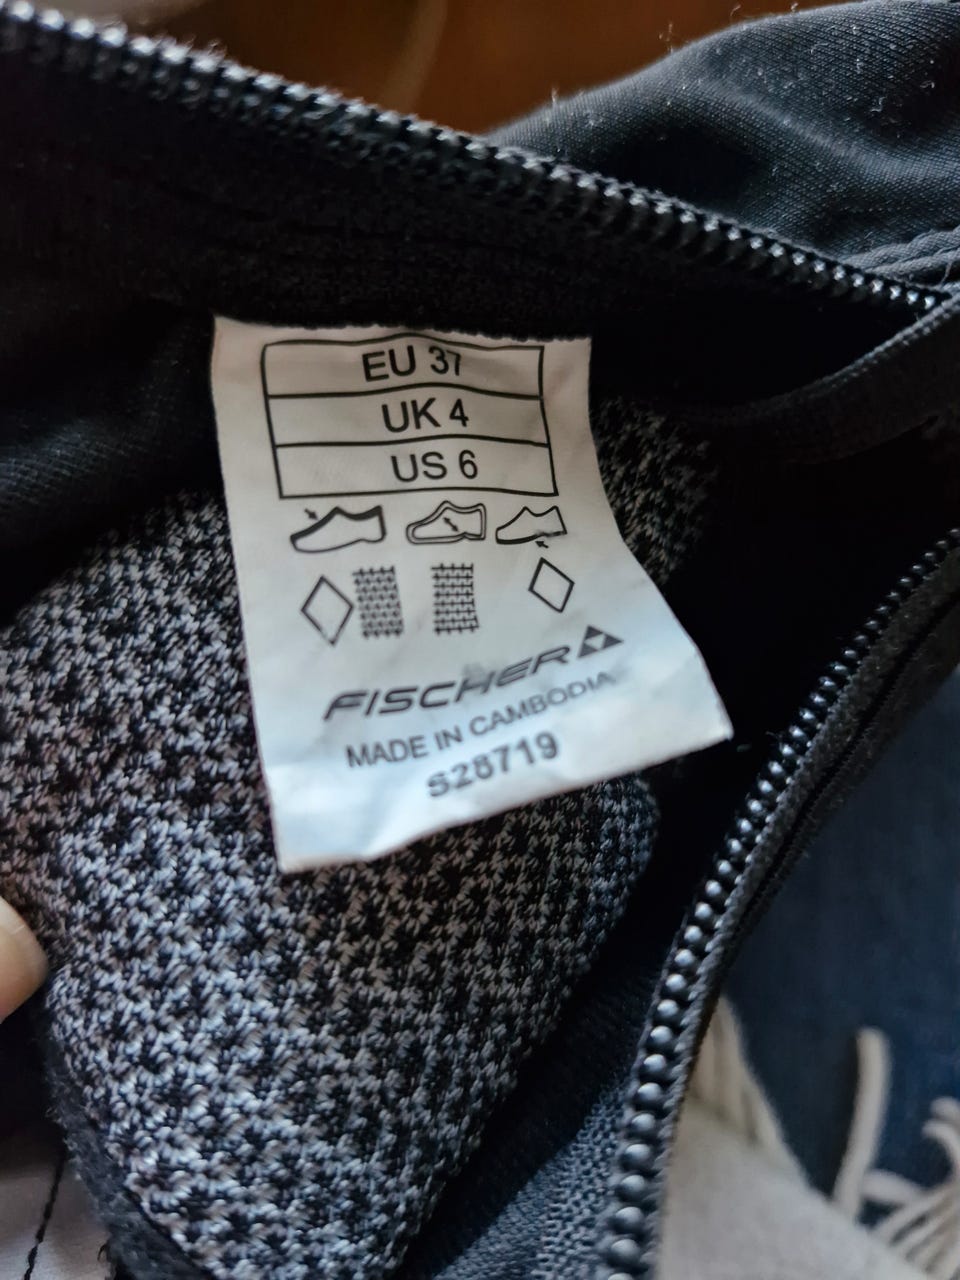 EU 37
UK 4
US 6
FISCHER
MADE IN CAMBODIA
S28719